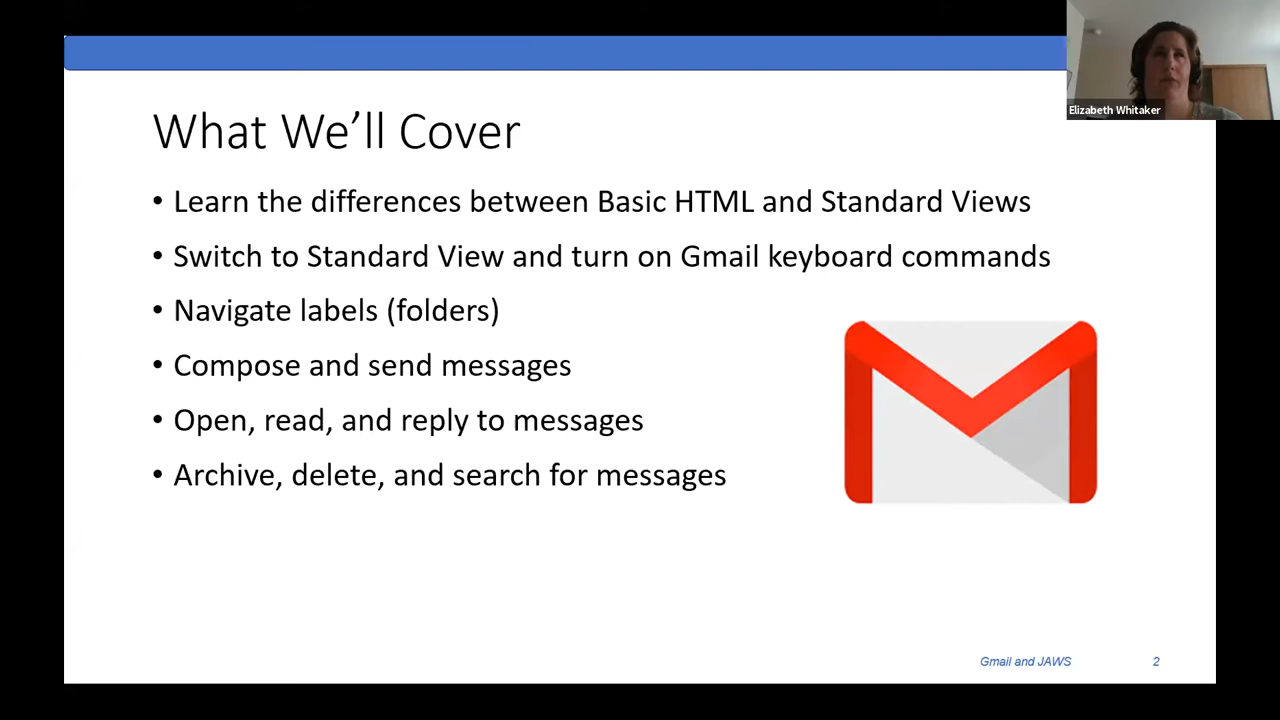 Elizabeth Whitaker
What We’ll Cover
• Learn the differences between Basic HTML and Standard Views
• Switch to Standard View and turn on Gmail keyboard commands
• Navigate labels (folders)
• Compose and send messages
• Open, read, and reply to messages
• Archive, delete, and search for messages
Gmail and JAWS 2